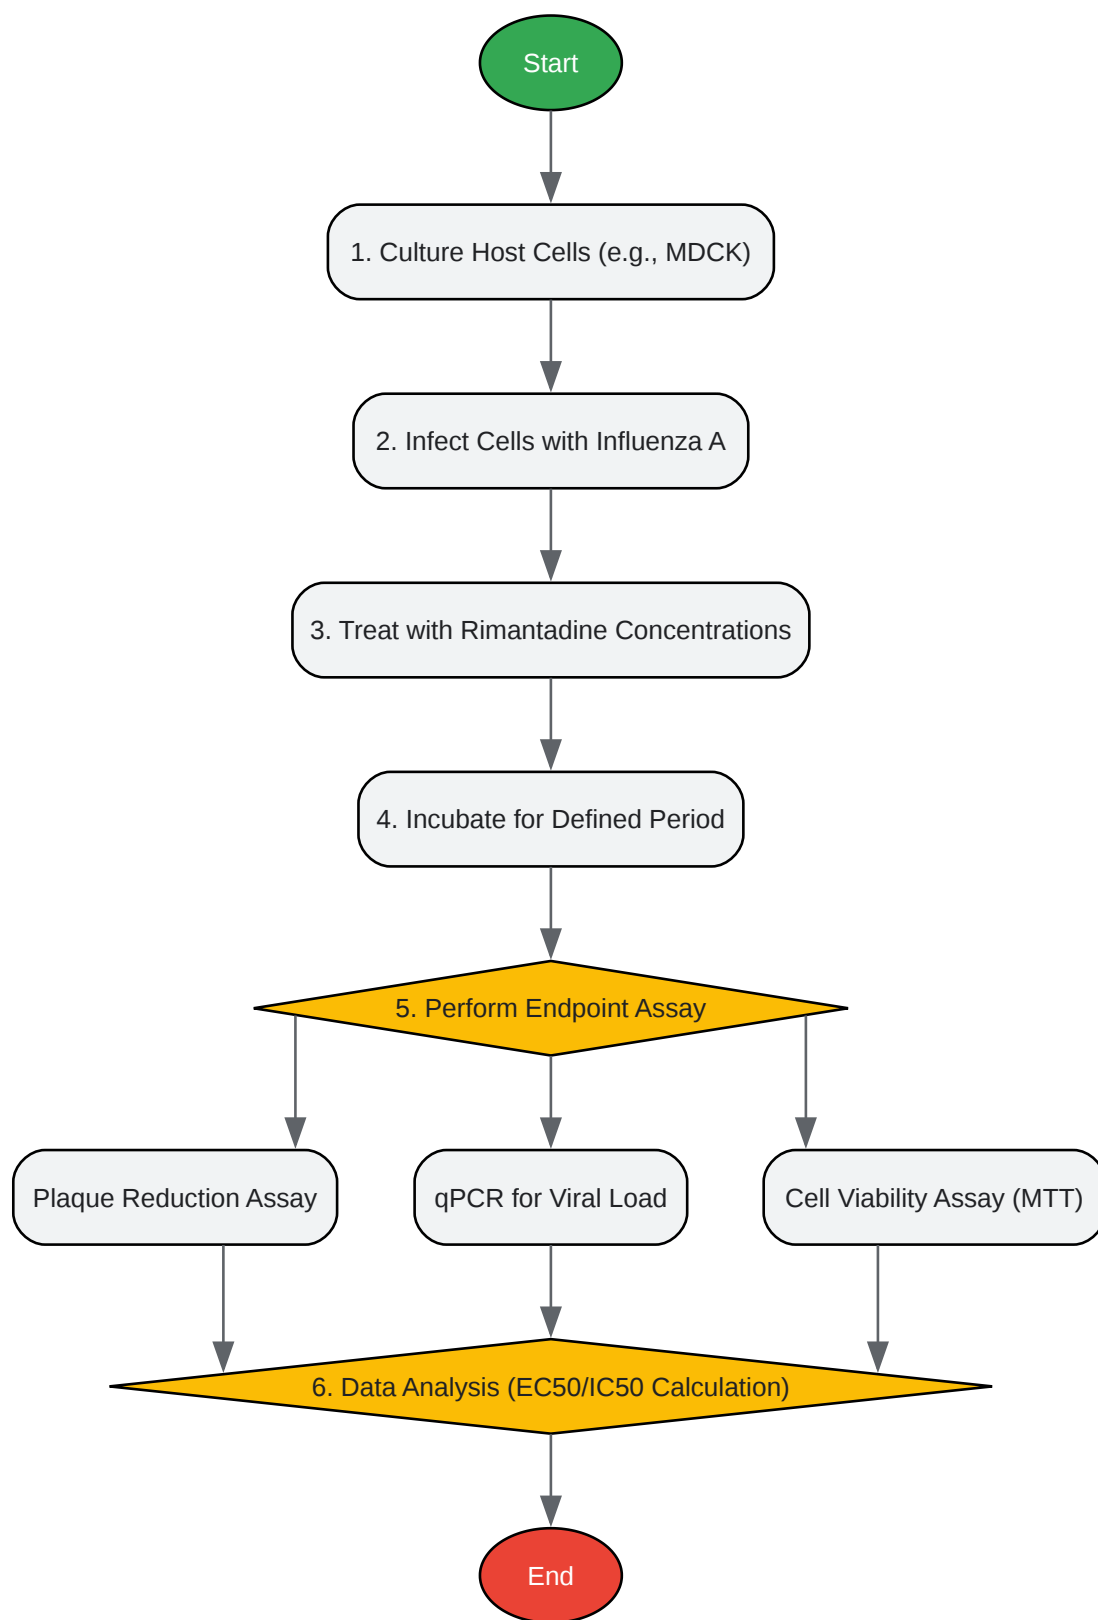 Start
1. Culture Host Cells (e.g., MDCK)
2. Infect Cells with Influenza A
3. Treat with Rimantadine Concentrations
4. Incubate for Defined Period
5. Perform Endpoint Assay
Plaque Reduction Assay
qPCR for Viral Load
Cell Viability Assay (MTT)
6. Data Analysis (EC50/IC50 Calculation)
End